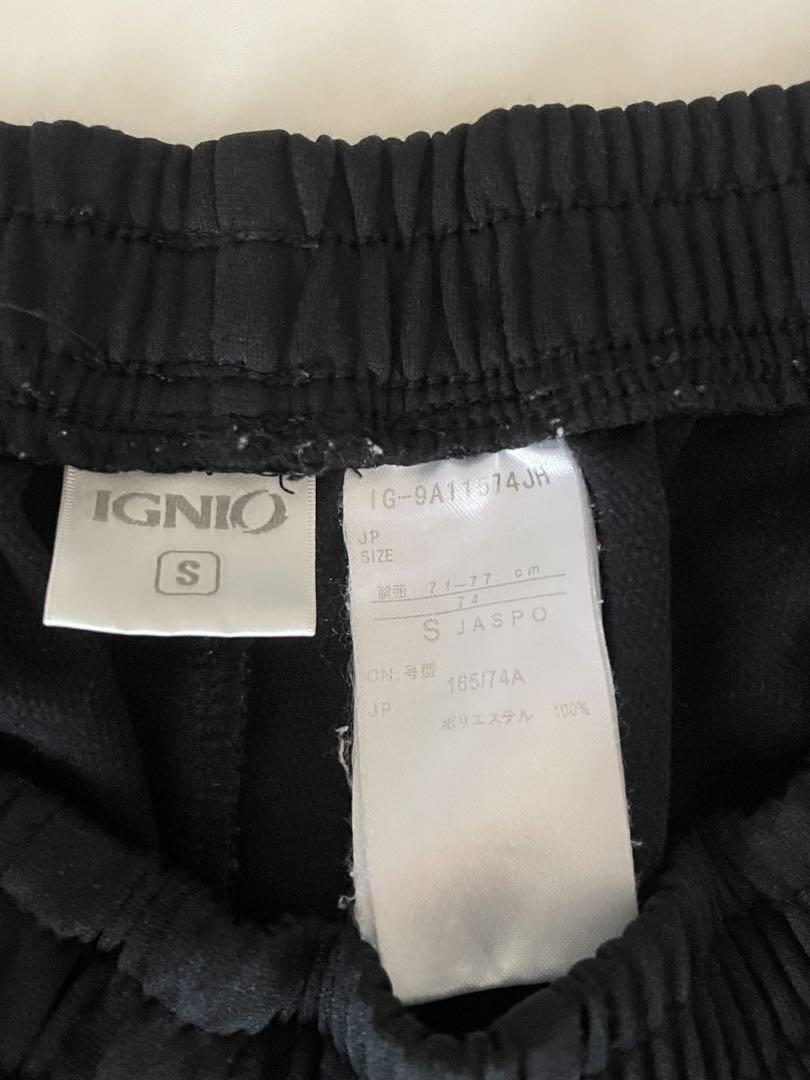 IGNIO
S
IG-9A11574JH
JP
SIZE
腰囲 71-77 cm
74
S JASPO
CN:号型 165/74A
JP ポリエステル 100%